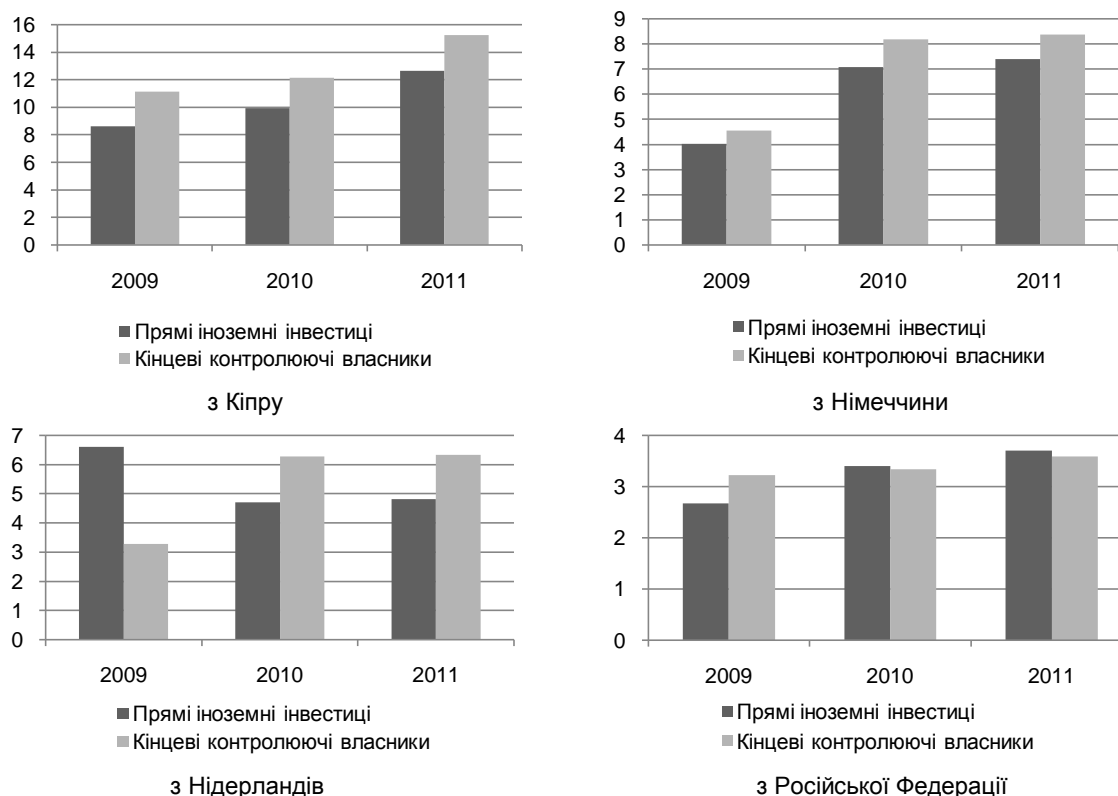 16
14
12
10
8
6
4
2
0
2009 2010 2011
Прямі іноземні інвестиці
Кінцеві контролюючі власники
з Кіпру
9
8
7
6
5
4
3
2
1
0
2009 2010 2011
Прямі іноземні інвестиці
Кінцеві контролюючі власники
з Німеччини
7
6
5
4
3
2
1
0
2009 2010 2011
Прямі іноземні інвестиці
Кінцеві контролюючі власники
з Нідерландів
4
3
2
1
0
2009 2010 2011
Прямі іноземні інвестиці
Кінцеві контролюючі власники
з Російської Федерації